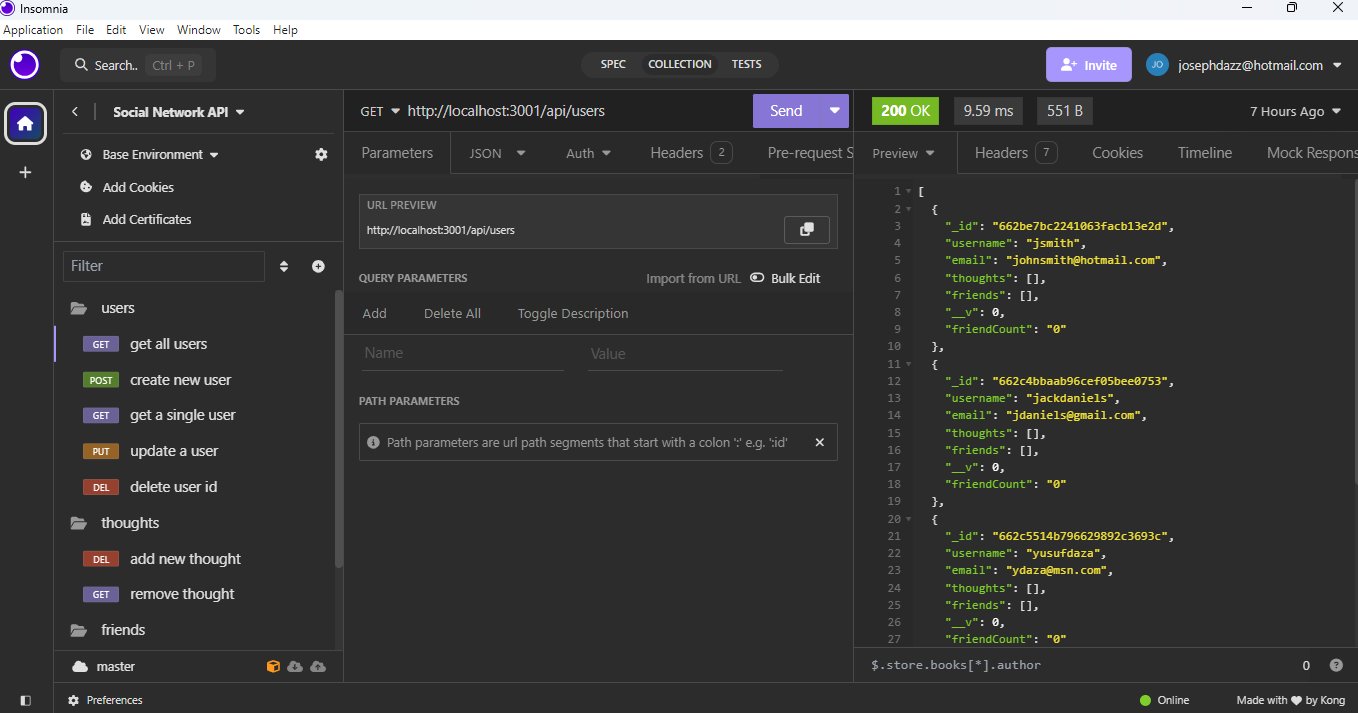 Insomnia
Application File Edit View Window Tools Help
Search.. Ctrl + P
SPEC COLLECTION TESTS
Invite
JO josephdazz@hotmail.com
Social Network API
Base Environment
Add Cookies
Add Certificates
Filter
users
GET get all users
POST create new user
GET get a single user
PUT update a user
DEL delete user id
thoughts
DEL add new thought
GET remove thought
friends
master
Preferences
GET http://localhost:3001/api/users
Send
Parameters JSON Auth Headers 2 Pre-request S
URL PREVIEW
http://localhost:3001/api/users
QUERY PARAMETERS
Import from URL Bulk Edit
Add Delete All Toggle Description
Name Value
PATH PARAMETERS
Path parameters are url path segments that start with a colon ':' e.g. ':id'
200 OK 9.59 ms 551 B 7 Hours Ago
Preview Headers 7 Cookies Timeline Mock Respons
1 [
2 {
3 "_id": "662be7bc2241063facb13e2d",
4 "username": "jsmith",
5 "email": "johnsmith@hotmail.com",
6 "thoughts": [],
7 "friends": [],
8 "__v": 0,
9 "friendCount": "0"
10 },
11 {
12 "_id": "662c4bbaab96cef05bee0753",
13 "username": "jackdaniels",
14 "email": "jdaniels@gmail.com",
15 "thoughts": [],
16 "friends": [],
17 "__v": 0,
18 "friendCount": "0"
19 },
20 {
21 "_id": "662c5514b796629892c3693c",
22 "username": "yusufdaza",
23 "email": "ydaza@msn.com",
24 "thoughts": [],
25 "friends": [],
26 "__v": 0,
27 "friendCount": "0"
$.store.books[*].author 0
Online
Made with ♥ by Kong